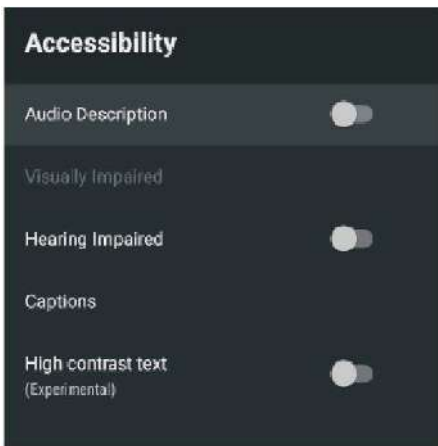 Accessibility
Audio Description
Visually Impaired
Hearing Impaired
Captions
High contrast text
(Experimental)